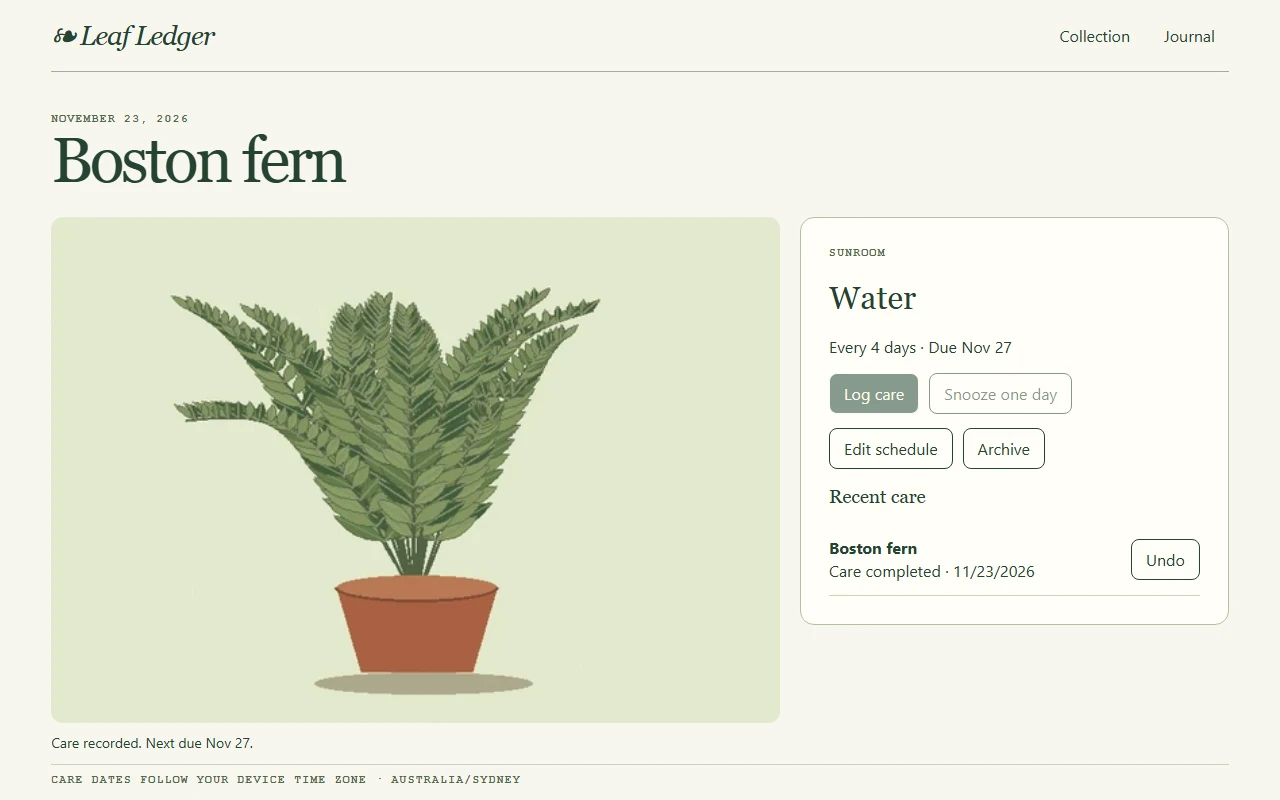 ❧ Leaf Ledger
Collection
Journal
NOVEMBER 23, 2026
Boston fern
SUNROOM
Water
Every 4 days · Due Nov 27
Log care
Snooze one day
Edit schedule
Archive
Recent care
Boston fern
Care completed · 11/23/2026
Undo
Care recorded. Next due Nov 27.
CARE DATES FOLLOW YOUR DEVICE TIME ZONE · AUSTRALIA/SYDNEY